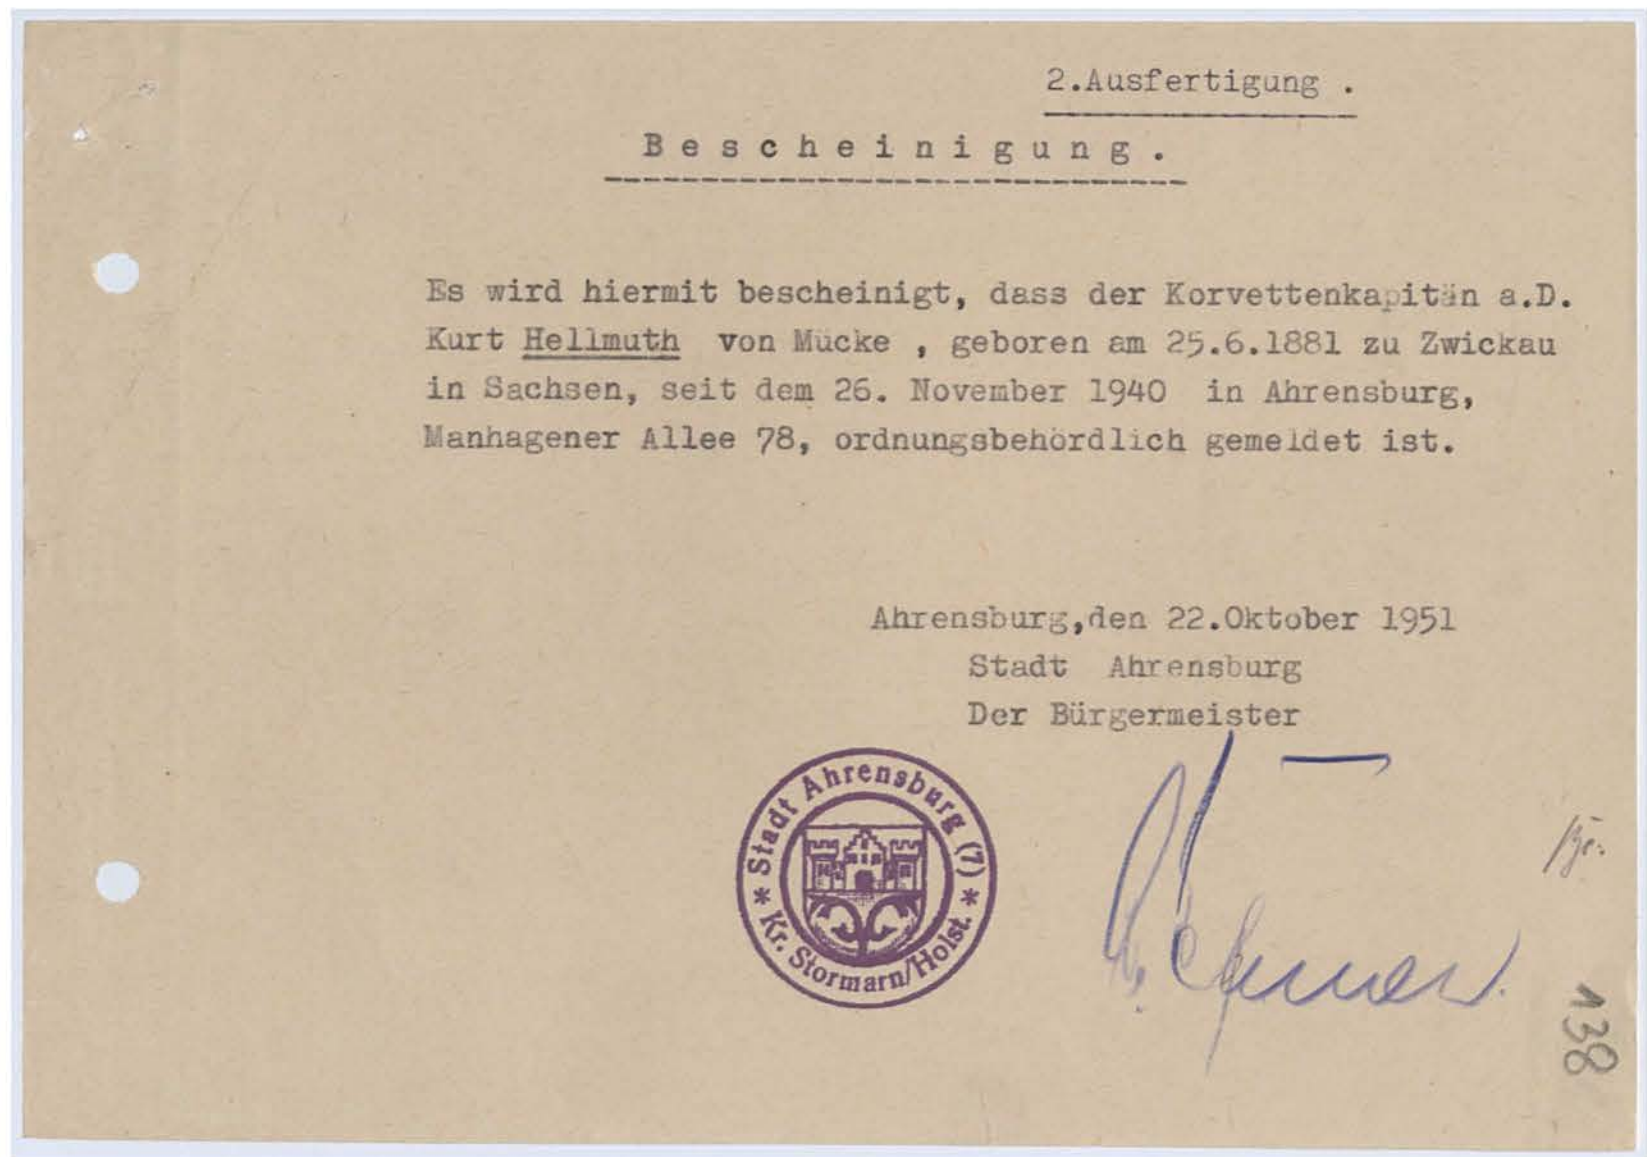 2.Ausfertigung .
Bescheinigung.
Es wird hiermit bescheinigt, dass der Korvettenkapitän a.D.
Kurt Hellmuth von Mücke , geboren am 25.6.1881 zu Zwickau
in Sachsen, seit dem 26. November 1940 in Ahrensburg,
Manhagener Allee 78, ordnungsbehördlich gemeldet ist.
Ahrensburg,den 22.Oktober 1951
Stadt Ahrensburg
Der Bürgermeister
* Stadt Ahrensburg (7) *
Kr. Stormarn/Holst.
138